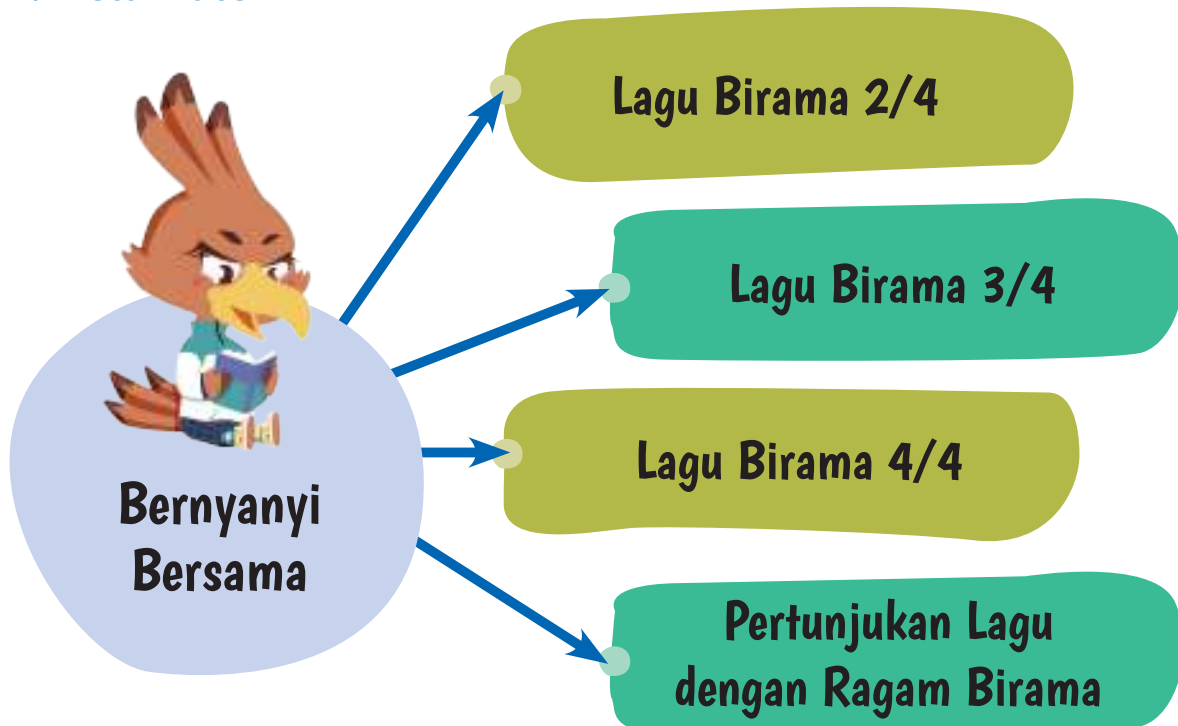 Lagu Birama 2/4
Lagu Birama 3/4
Lagu Birama 4/4
Bernyanyi
Bersama
Pertunjukan Lagu
dengan Ragam Birama